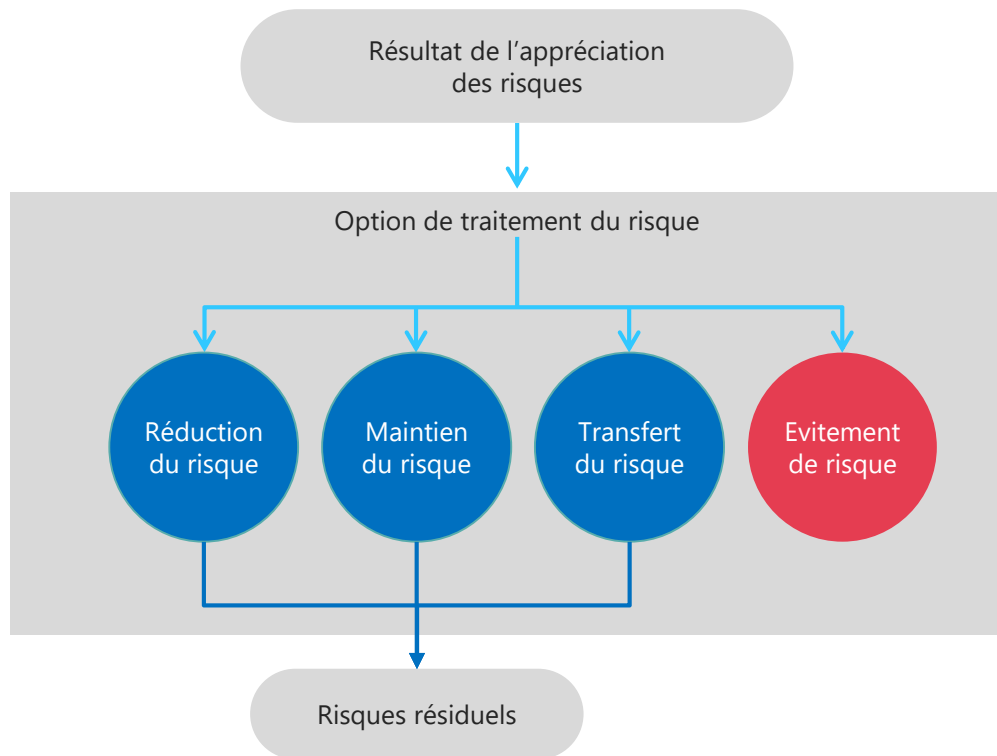 Résultat de l’appréciation
des risques
Option de traitement du risque
Réduction
du risque
Maintien
du risque
Transfert
du risque
Evitement
de risque
Risques résiduels